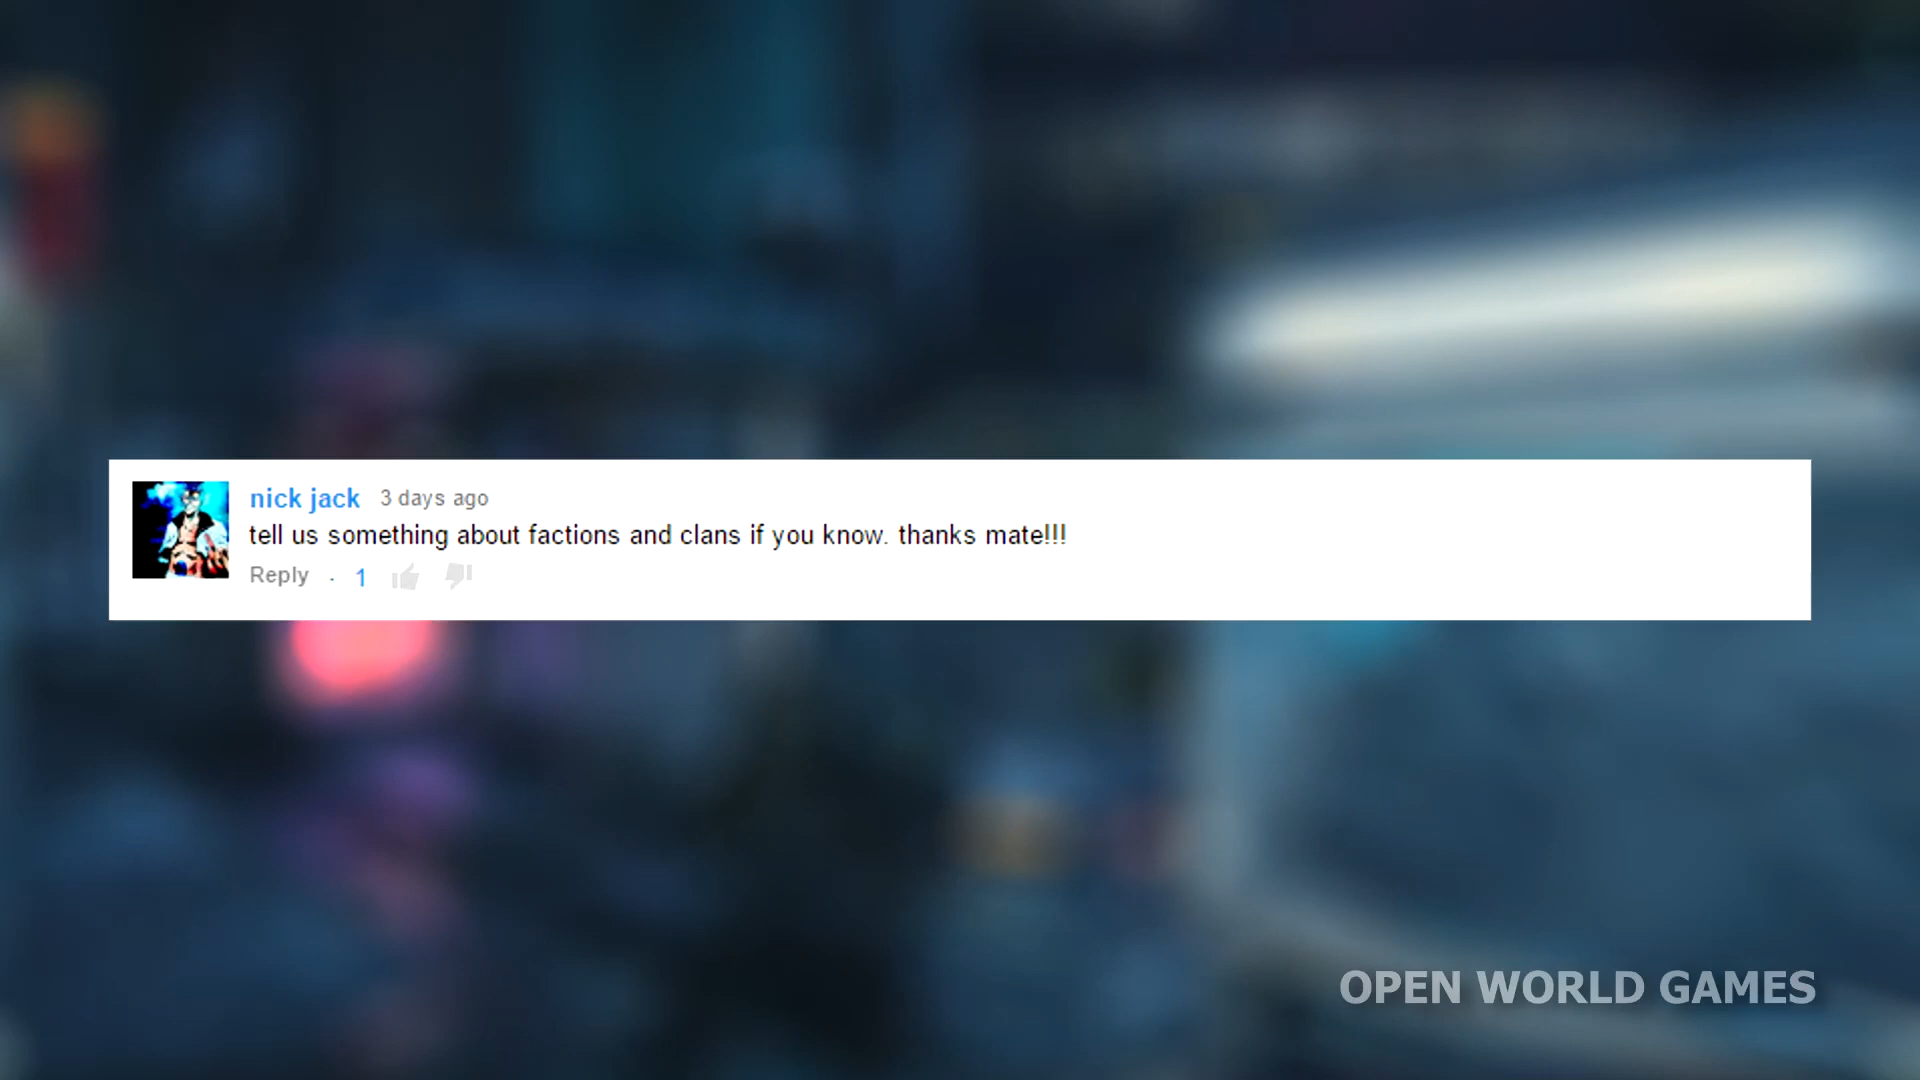 nick jack 3 days ago
tell us something about factions and clans if you know. thanks mate!!!
Reply · 1
OPEN WORLD GAMES